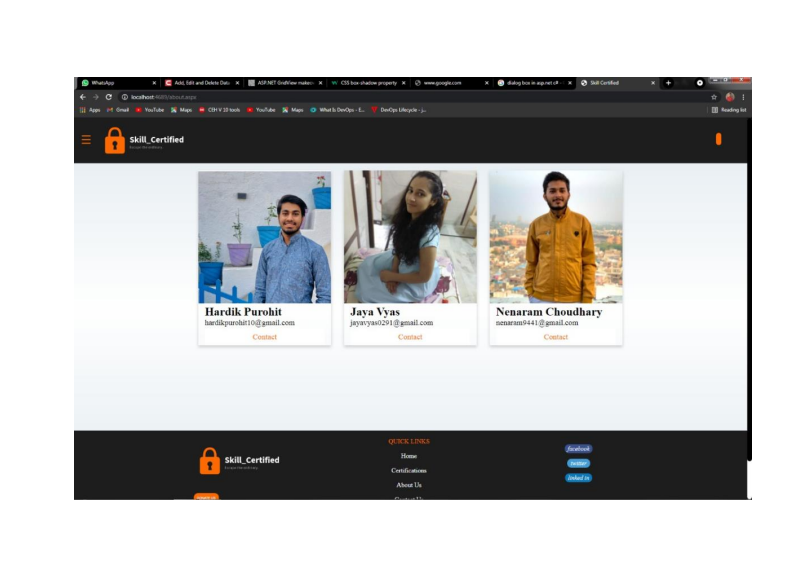 WhatsApp
Add, Edit and Delete Data
ASP.NET GridView makeov
CSS box-shadow property
www.google.com
dialog box in asp.net c#
Skill Certified
localhost:4685/about.aspx
Apps
Gmail
YouTube
Maps
CEH V 10 tools
YouTube
Maps
What Is DevOps - E...
DevOps Lifecycle - j...
Reading list
Skill_Certified
Hardik Purohit
hardikpurohit10@gmail.com
Contact
Jaya Vyas
jayavyas0291@gmail.com
Contact
Nenaram Choudhary
nenaram9441@gmail.com
Contact
Skill_Certified
QUICK LINKS
Home
Certifications
About Us
Contact Us
facebook
twitter
linked in